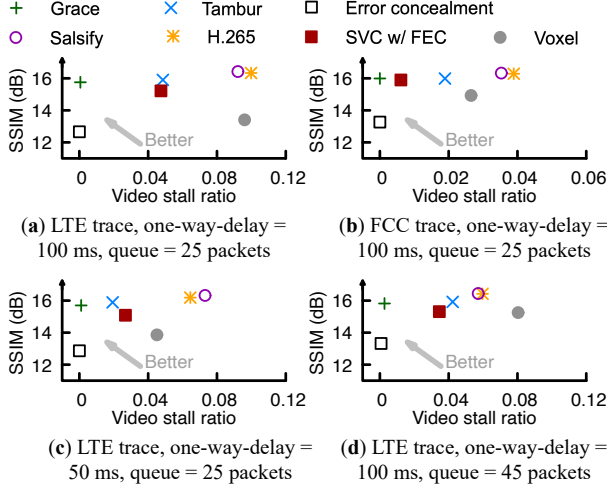 Grace Tambur Error concealment
Salsify H.265 SVC w/ FEC Voxel
SSIM (dB)
16
14
12
Better
0 0.04 0.08 0.12
Video stall ratio
(a) LTE trace, one-way-delay =
100 ms, queue = 25 packets
SSIM (dB)
16
14
12
Better
0 0.02 0.04 0.06
Video stall ratio
(b) FCC trace, one-way-delay =
100 ms, queue = 25 packets
SSIM (dB)
16
14
12
Better
0 0.04 0.08 0.12
Video stall ratio
(c) LTE trace, one-way-delay =
50 ms, queue = 25 packets
SSIM (dB)
16
14
12
Better
0 0.04 0.08 0.12
Video stall ratio
(d) LTE trace, one-way-delay =
100 ms, queue = 45 packets